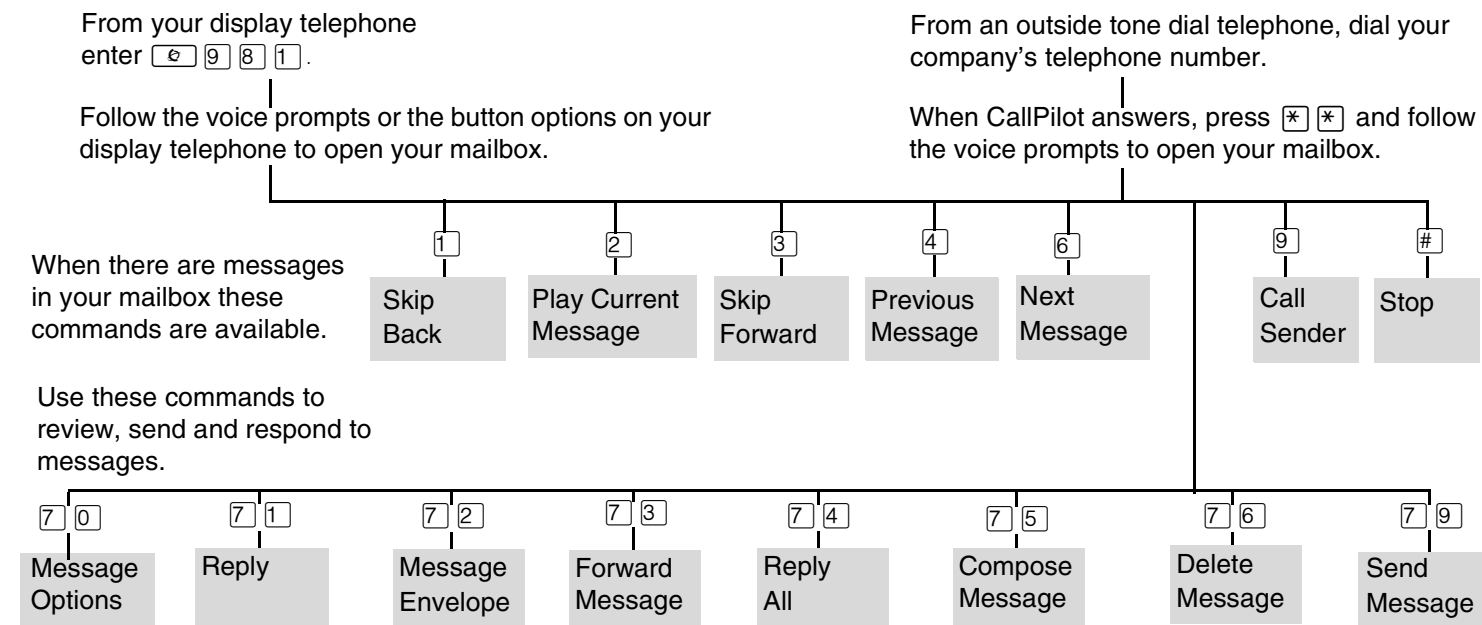 From your display telephone
enter 9 8 1 .
From an outside tone dial telephone, dial your
company's telephone number.
Follow the voice prompts or the button options on your
display telephone to open your mailbox.
When CallPilot answers, press * * and follow
the voice prompts to open your mailbox.
When there are messages
in your mailbox these
commands are available.
1
Skip
Back
2
Play Current
Message
3
Skip
Forward
4
Previous
Message
6
Next
Message
9
Call
Sender
#
Stop
Use these commands to
review, send and respond to
messages.
7 0
Message
Options
7 1
Reply
7 2
Message
Envelope
7 3
Forward
Message
7 4
Reply
All
7 5
Compose
Message
7 6
Delete
Message
7 9
Send
Message